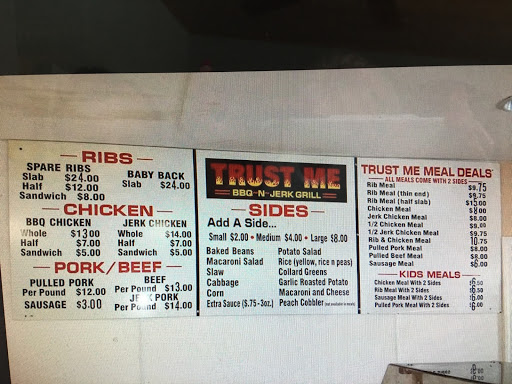 RIBS
SPARE RIBS
Slab $24.00
Half $12.00
Sandwich $8.00
BABY BACK
Slab $24.00
CHICKEN
BBQ CHICKEN
Whole $13.00
Half $7.00
Sandwich $5.00
JERK CHICKEN
Whole $14.00
Half $7.00
Sandwich $5.00
PORK/BEEF
PULLED PORK
Per Pound $12.00
SAUSAGE $3.00
BEEF
Per Pound $13.00
JERK PORK
Per Pound $14.00
TRUST ME
BBQ-N-JERK GRILL
SIDES
Add A Side...
Small $2.00 • Medium $4.00 • Large $8.00
Baked Beans
Macaroni Salad
Slaw
Cabbage
Corn
Extra Sauce ($.75-3oz.)
Potato Salad
Rice (yellow, rice n peas)
Collard Greens
Garlic Roasted Potato
Macaroni and Cheese
Peach Cobbler
TRUST ME MEAL DEALS
ALL MEALS COME WITH 2 SIDES
Rib Meal $9.75
Rib Meal (thin end) $9.75
Rib Meal (half slab) $13.00
Chicken Meal $8.00
Jerk Chicken Meal $8.00
1/2 Chicken Meal $9.00
1/2 Jerk Chicken Meal $9.75
Rib & Chicken Meal 10.75
Pulled Pork Meal $8.00
Pulled Beef Meal $8.00
Sausage Meal $6.00
KIDS MEALS
Chicken Meal With 2 Sides $6.50
Rib Meal With 2 Sides $6.50
Sausage Meal With 2 Sides $6.00
Pulled Pork Meal With 2 Sides $6.00